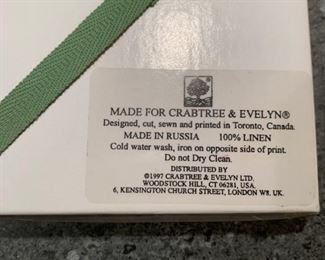 MADE FOR CRABTREE & EVELYN®
Designed, cut, sewn and printed in Toronto, Canada.
MADE IN RUSSIA 100% LINEN
Cold water wash, iron on opposite side of print.
Do not Dry Clean.
DISTRIBUTED BY
©1997 CRABTREE & EVELYN LTD.
WOODSTOCK HILL, CT 06281, USA.
6, KENSINGTON CHURCH STREET, LONDON W8. UK.